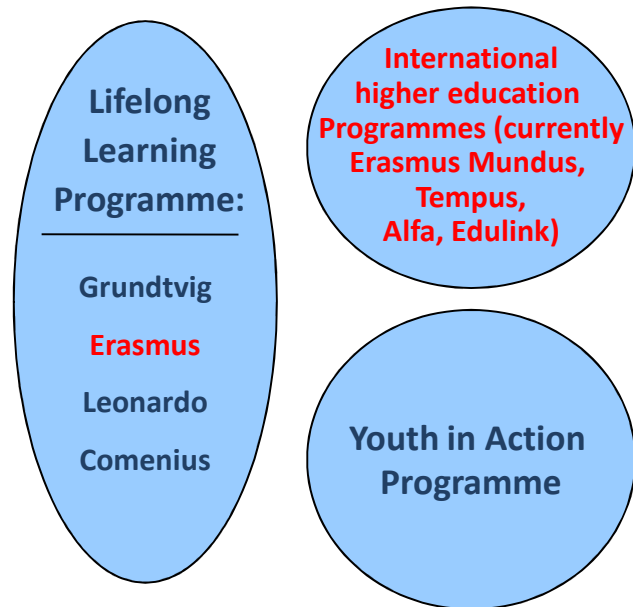 Lifelong
Learning
Programme:
Grundtvig
Erasmus
Leonardo
Comenius
International
higher education
Programmes (currently
Erasmus Mundus,
Tempus,
Alfa, Edulink)
Youth in Action
Programme